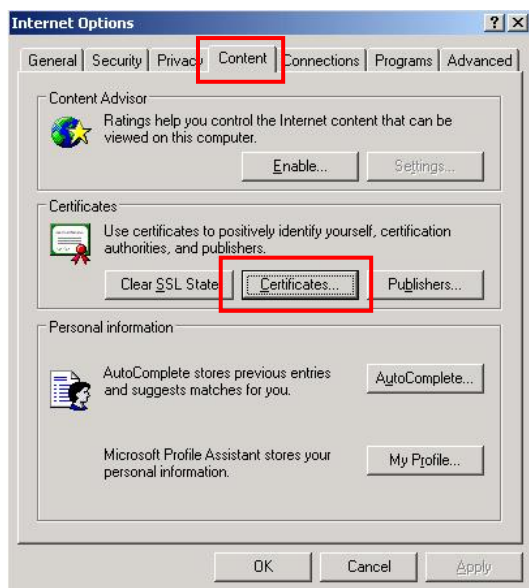 Internet Options
General Security Privacy Content Connections Programs Advanced
Content Advisor
Ratings help you control the Internet content that can be
viewed on this computer.
Enable... Settings...
Certificates
Use certificates to positively identify yourself, certification
authorities, and publishers.
Clear SSL State Certificates... Publishers...
Personal information
AutoComplete stores previous entries
and suggests matches for you.
AutoComplete...
Microsoft Profile Assistant stores your
personal information.
My Profile...
OK Cancel Apply